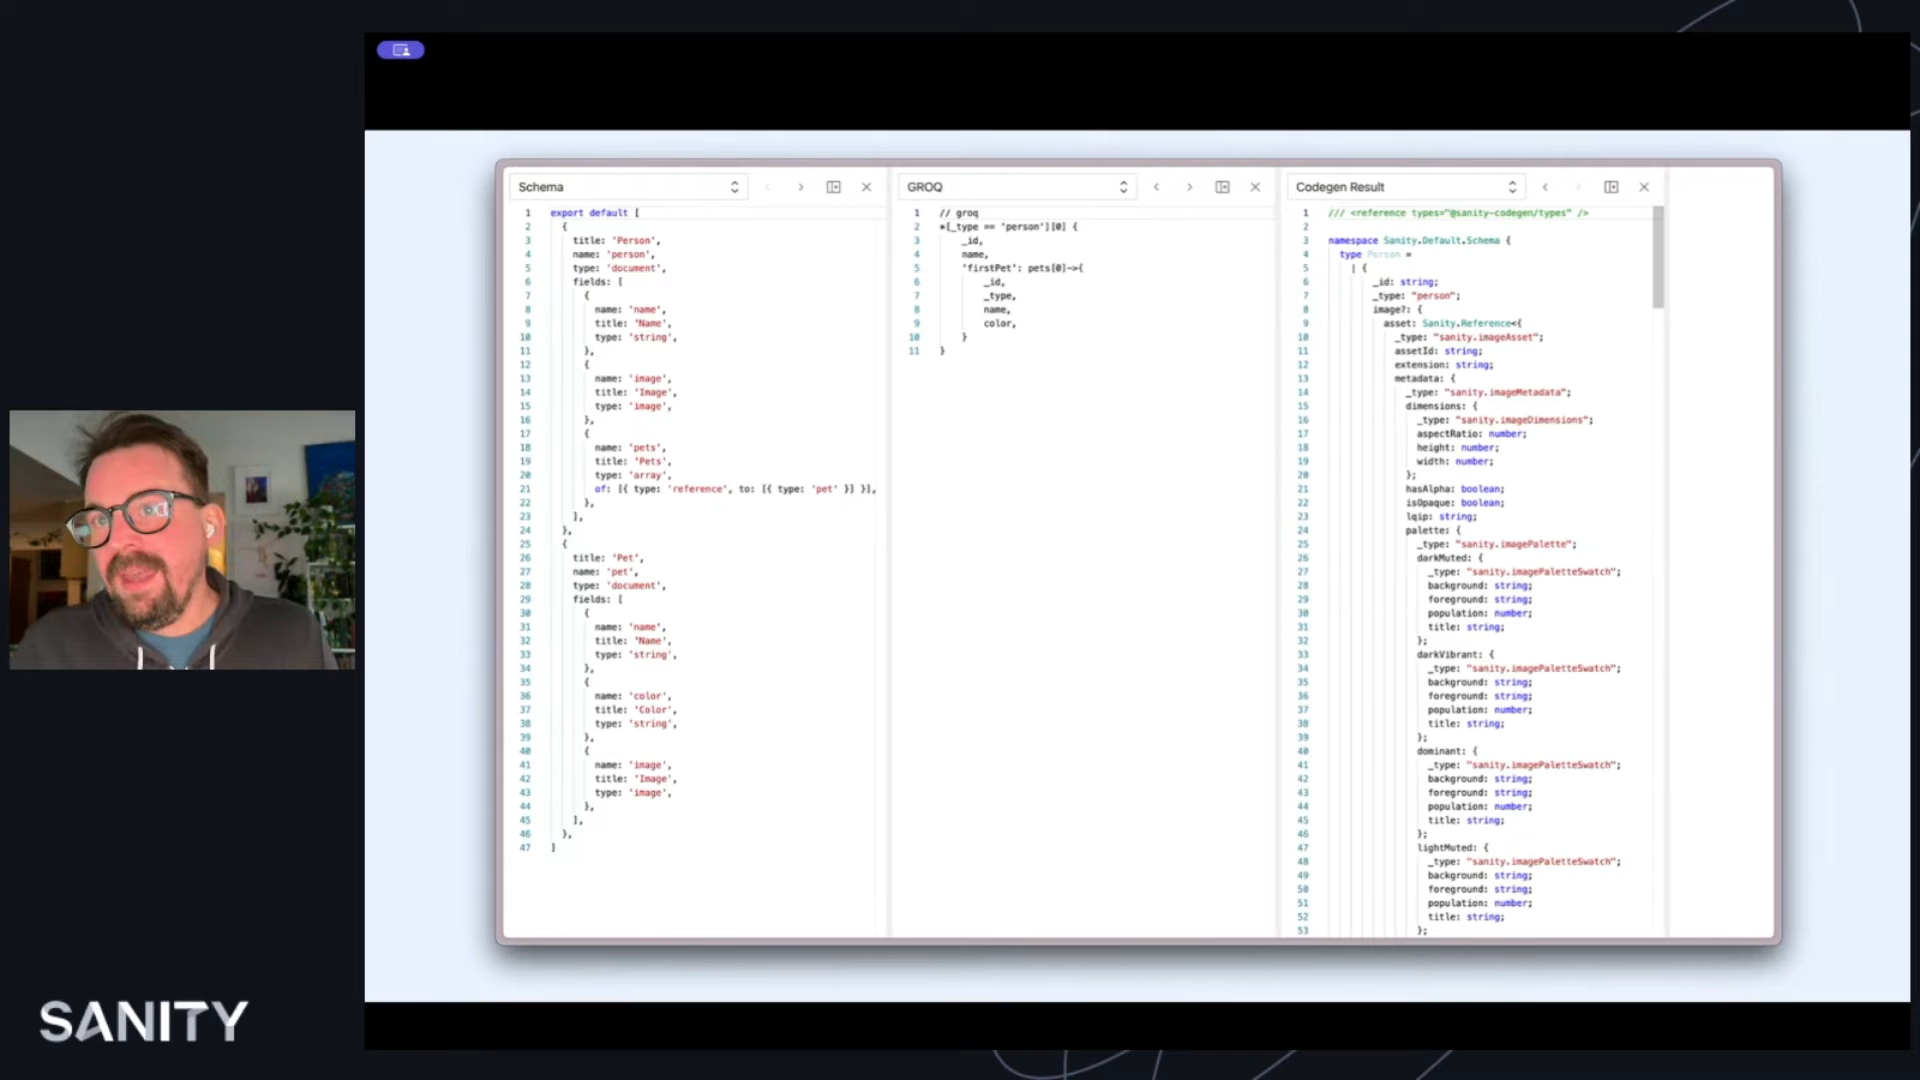 Schema
1 export default [
2 {
3 title: 'Person',
4 name: 'person',
5 type: 'document',
6 fields: [
7 {
8 name: 'name',
9 title: 'Name',
10 type: 'string',
11 },
12 {
13 name: 'image',
14 title: 'Image',
15 type: 'image',
16 },
17 {
18 name: 'pets',
19 title: 'Pets',
20 type: 'array',
21 of: [{ type: 'reference', to: [{ type: 'pet' }] }],
22 },
23 ],
24 },
25 {
26 title: 'Pet',
27 name: 'pet',
28 type: 'document',
29 fields: [
30 {
31 name: 'name',
32 title: 'Name',
33 type: 'string',
34 },
35 {
36 name: 'color',
37 title: 'Color',
38 type: 'string',
39 },
40 {
41 name: 'image',
42 title: 'Image',
43 type: 'image',
44 },
45 ],
46 },
47 ]
GROQ
1 // groq
2 *[_type == 'person'][0] {
3 _id,
4 name,
5 'firstPet': pets[0]->{
6 _id,
7 _type,
8 name,
9 color,
10 }
11 }
Codegen Result
1 /// <reference types="@sanity-codegen/types" />
2
3 namespace Sanity.Default.Schema {
4 type Person =
5 | {
6 _id: string;
7 _type: "person";
8 image?: {
9 asset: Sanity.Reference<{
10 _type: "sanity.imageAsset";
11 assetId: string;
12 extension: string;
13 metadata: {
14 _type: "sanity.imageMetadata";
15 dimensions: {
16 _type: "sanity.imageDimensions";
17 aspectRatio: number;
18 height: number;
19 width: number;
20 };
21 hasAlpha: boolean;
22 isOpaque: boolean;
23 lqip: string;
24 palette: {
25 _type: "sanity.imagePalette";
26 darkMuted: {
27 _type: "sanity.imagePaletteSwatch";
28 background: string;
29 foreground: string;
30 population: number;
31 title: string;
32 };
33 darkVibrant: {
34 _type: "sanity.imagePaletteSwatch";
35 background: string;
36 foreground: string;
37 population: number;
38 title: string;
39 };
40 dominant: {
41 _type: "sanity.imagePaletteSwatch";
42 background: string;
43 foreground: string;
44 population: number;
45 title: string;
46 };
47 lightMuted: {
48 _type: "sanity.imagePaletteSwatch";
49 background: string;
50 foreground: string;
51 population: number;
52 title: string;
53 };
SANITY